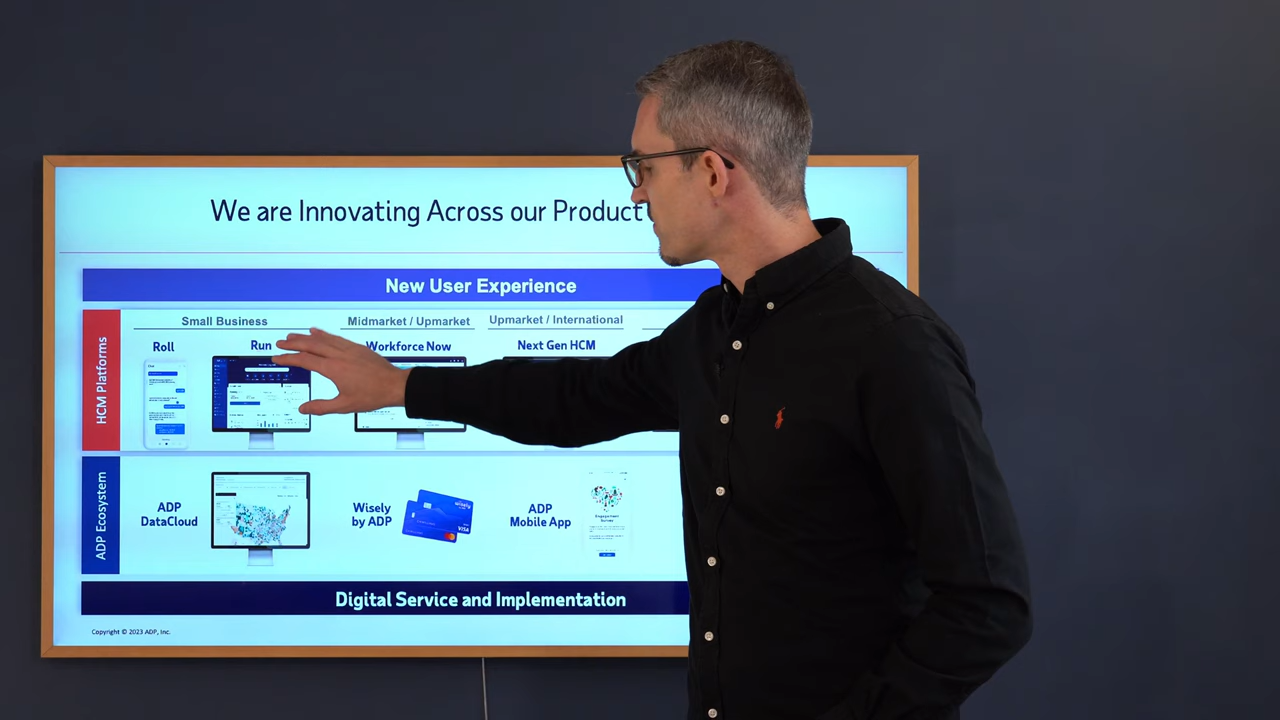 We are Innovating Across our Product
New User Experience
HCM Platforms
Small Business
Midmarket / Upmarket
Upmarket / International
Roll
Run
Workforce Now
Next Gen HCM
ADP Ecosystem
ADP
DataCloud
Wisely
by ADP
wisely
VISA
ADP
Mobile App
Digital Service and Implementation
Copyright © 2023 ADP, Inc.